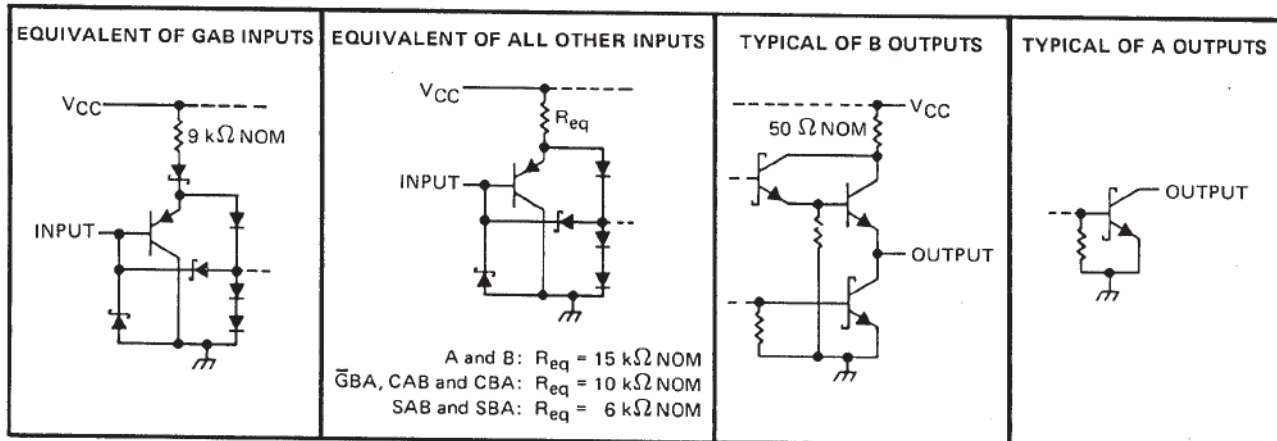 EQUIVALENT OF GAB INPUTS
VCC
9 kΩ NOM
INPUT
EQUIVALENT OF ALL OTHER INPUTS
VCC
Req
INPUT
A and B: Req = 15 kΩ NOM
G̅BA, CAB and CBA: Req = 10 kΩ NOM
SAB and SBA: Req = 6 kΩ NOM
TYPICAL OF B OUTPUTS
VCC
50 Ω NOM
OUTPUT
TYPICAL OF A OUTPUTS
OUTPUT